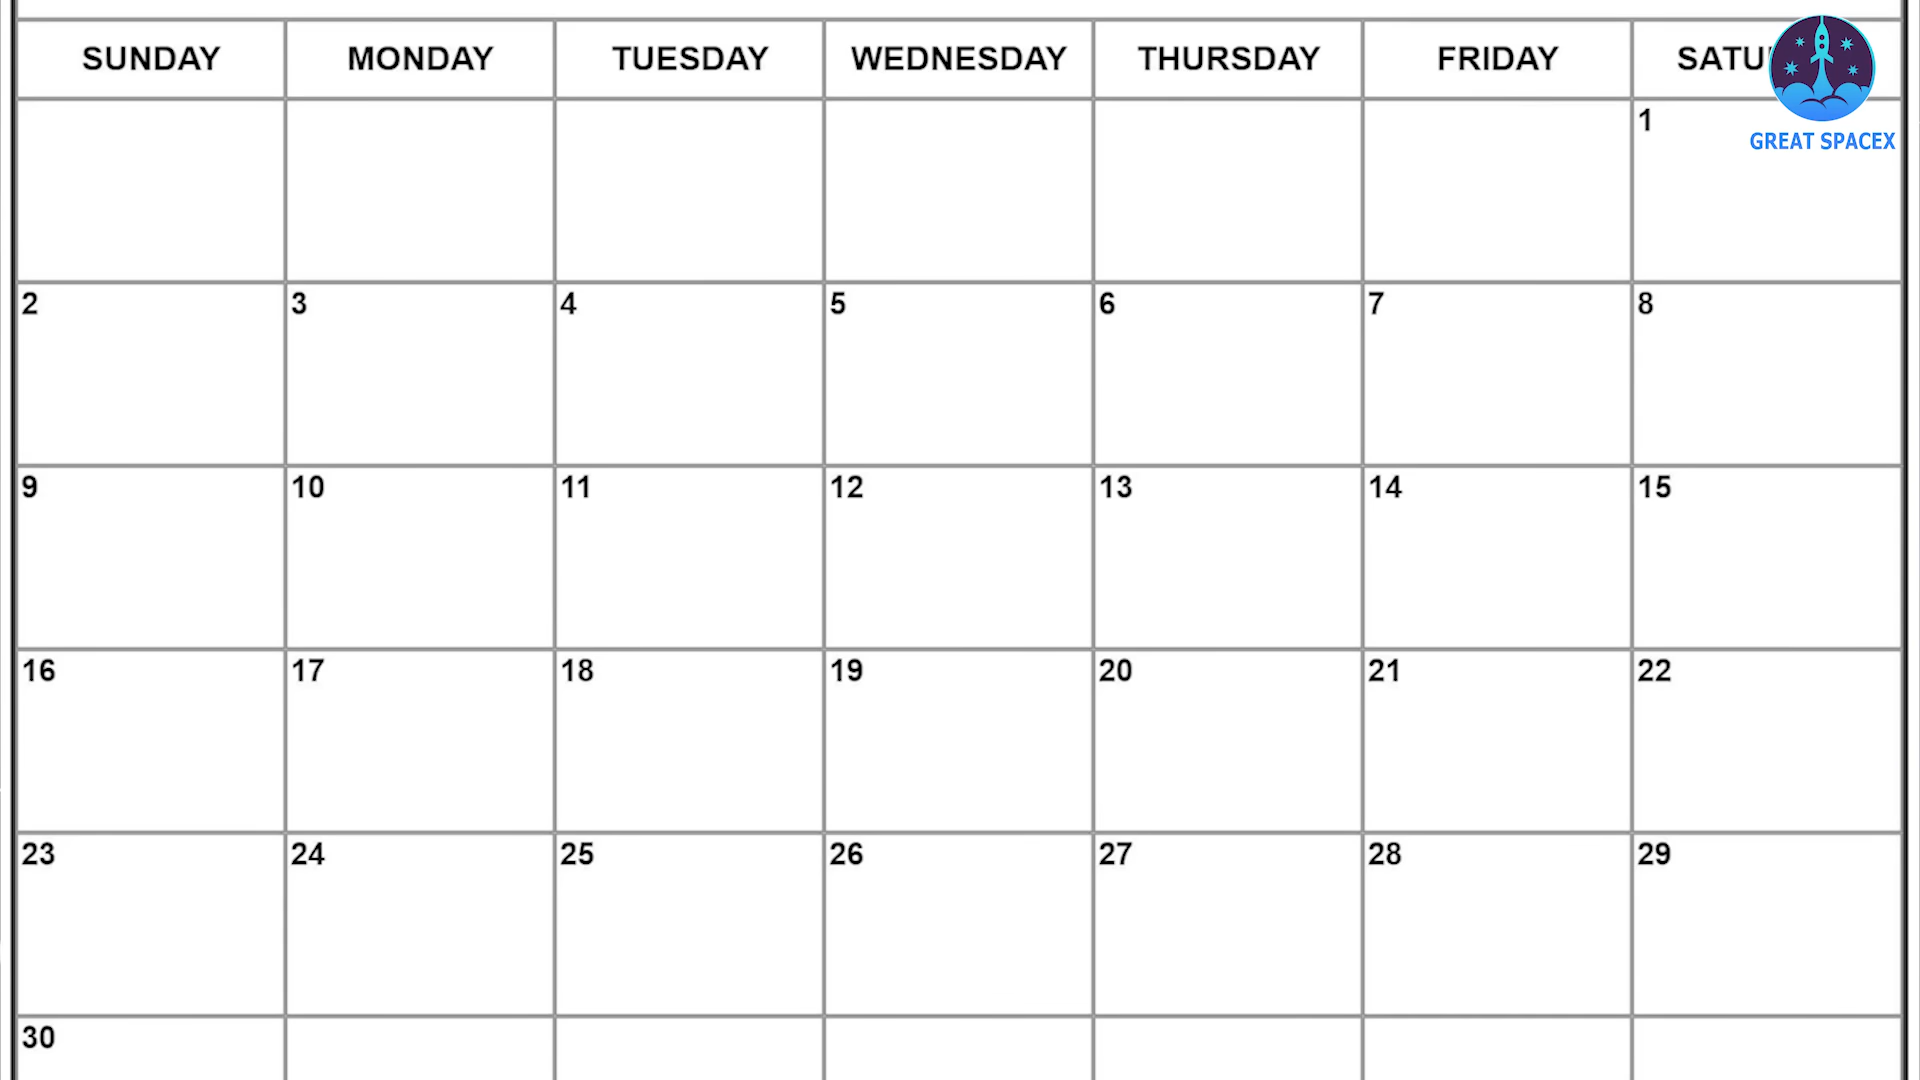 SUNDAY MONDAY TUESDAY WEDNESDAY THURSDAY FRIDAY SATU
1
GREAT SPACEX
2 3 4 5 6 7 8
9 10 11 12 13 14 15
16 17 18 19 20 21 22
23 24 25 26 27 28 29
30